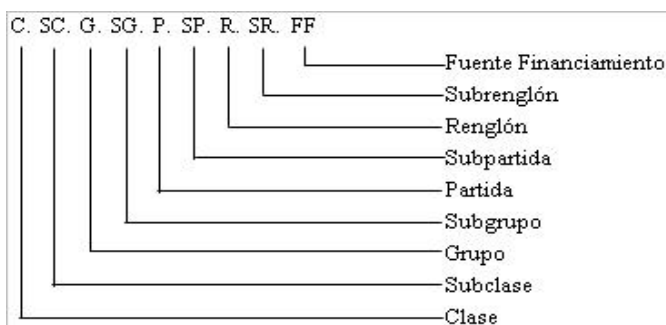 C. SC. G. SG. P. SP. R. SR. FF
Fuente Financiamiento
Subrenglón
Renglón
Subpartida
Partida
Subgrupo
Grupo
Subclase
Clase